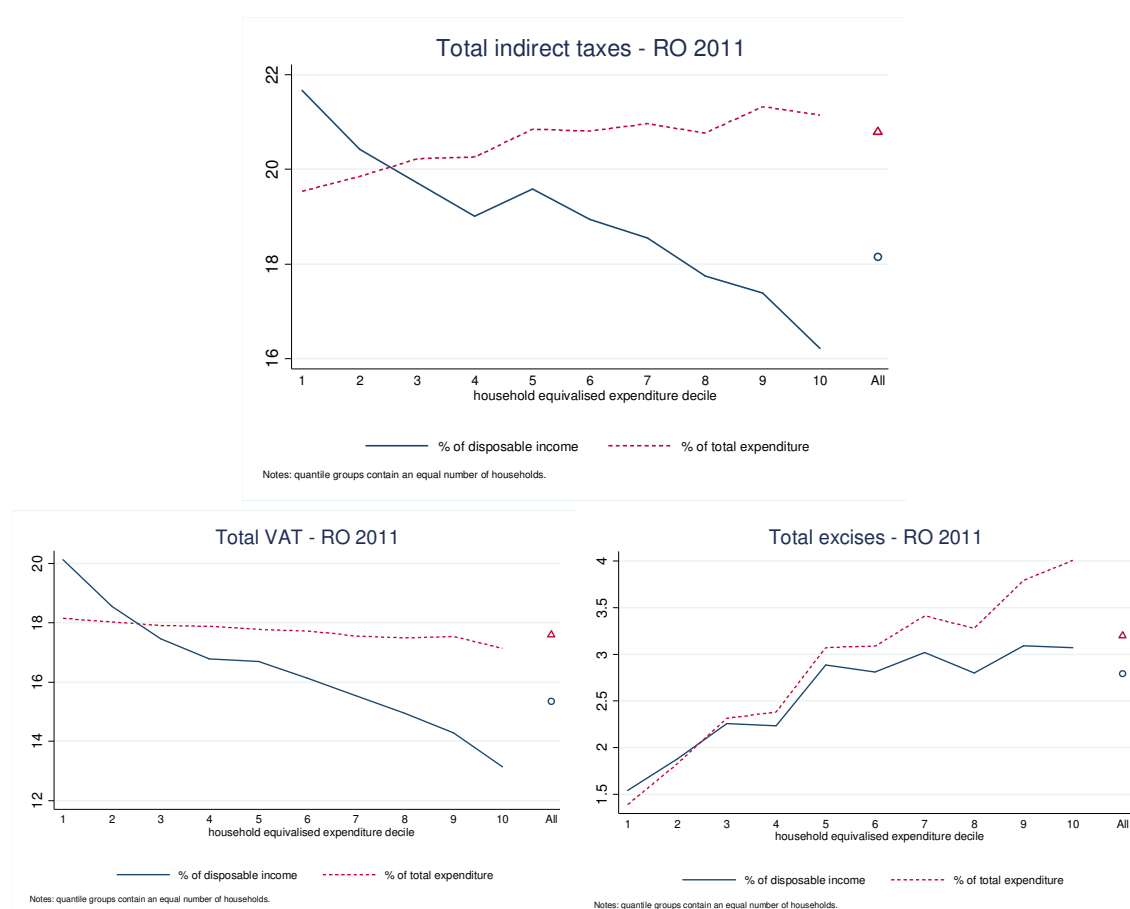 Total indirect taxes - RO 2011
22
20
18
16
1 2 3 4 5 6 7 8 9 10 All
household equivalised expenditure decile
% of disposable income % of total expenditure
Notes: quantile groups contain an equal number of households.
Total VAT - RO 2011
20
18
16
14
12
1 2 3 4 5 6 7 8 9 10 All
household equivalised expenditure decile
% of disposable income % of total expenditure
Notes: quantile groups contain an equal number of households.
Total excises - RO 2011
4
3.5
3
2.5
2
1.5
1 2 3 4 5 6 7 8 9 10 All
household equivalised expenditure decile
% of disposable income % of total expenditure
Notes: quantile groups contain an equal number of households.